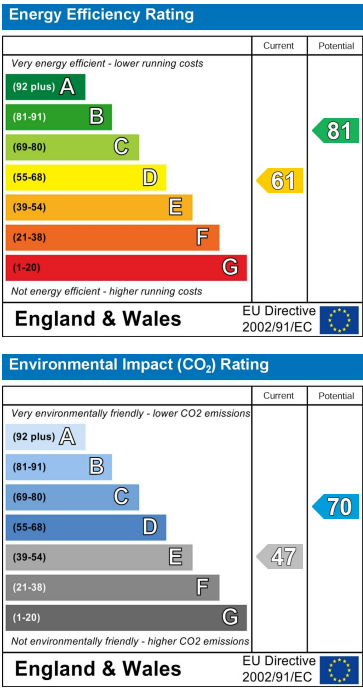 Energy Efficiency Rating
Current Potential
Very energy efficient - lower running costs
(92 plus) A
(81-91) B
81
(69-80) C
(55-68) D
61
(39-54) E
(21-38) F
(1-20) G
Not energy efficient - higher running costs
England & Wales
EU Directive
2002/91/EC
Environmental Impact (CO2) Rating
Current Potential
Very environmentally friendly - lower CO2 emissions
(92 plus) A
(81-91) B
(69-80) C
70
(55-68) D
(39-54) E
47
(21-38) F
(1-20) G
Not environmentally friendly - higher CO2 emissions
England & Wales
EU Directive
2002/91/EC